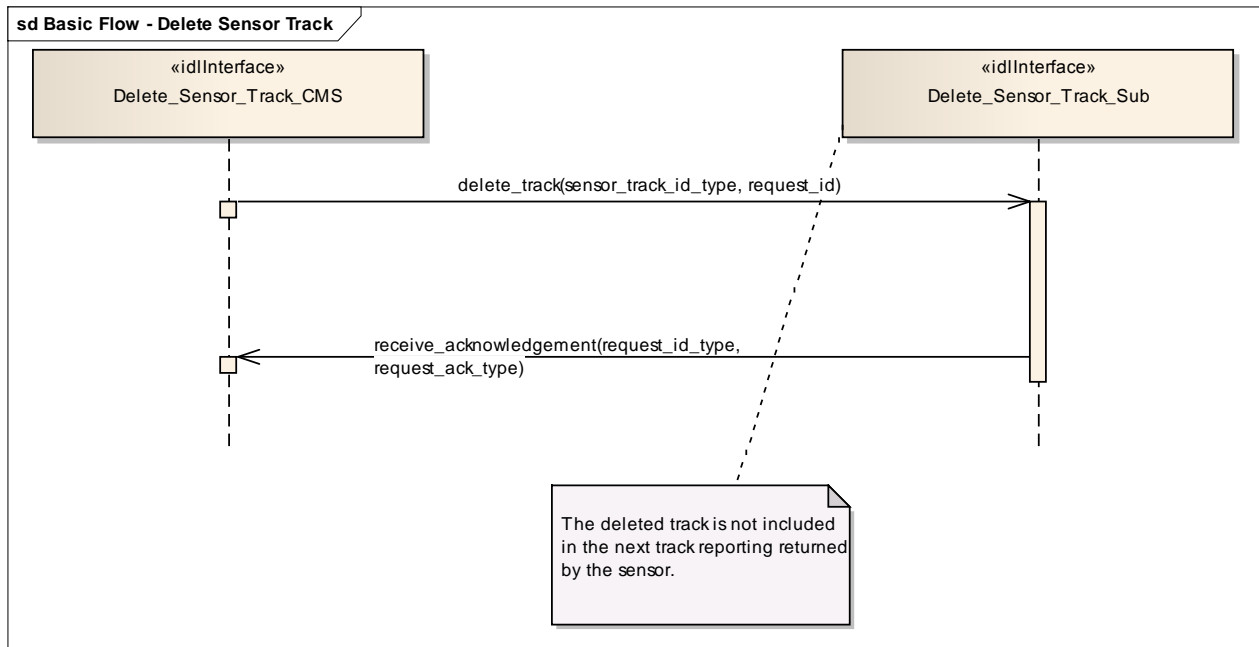 sd Basic Flow - Delete Sensor Track
«idlInterface»
Delete_Sensor_Track_CMS
«idlInterface»
Delete_Sensor_Track_Sub
delete_track(sensor_track_id_type, request_id)
receive_acknowledgement(request_id_type,
request_ack_type)
The deleted track is not included
in the next track reporting returned
by the sensor.